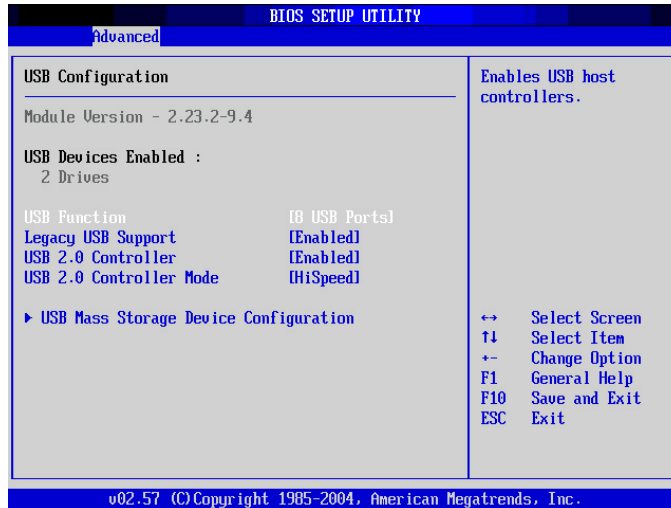 BIOS SETUP UTILITY
Advanced
USB Configuration
Module Version - 2.23.2-9.4
USB Devices Enabled :
2 Drives
USB Function [8 USB Ports]
Legacy USB Support [Enabled]
USB 2.0 Controller [Enabled]
USB 2.0 Controller Mode [HiSpeed]
USB Mass Storage Device Configuration
Enables USB host
controllers.
↔ Select Screen
↑↓ Select Item
+- Change Option
F1 General Help
F10 Save and Exit
ESC Exit
v02.57 (C)Copyright 1985-2004, American Megatrends, Inc.